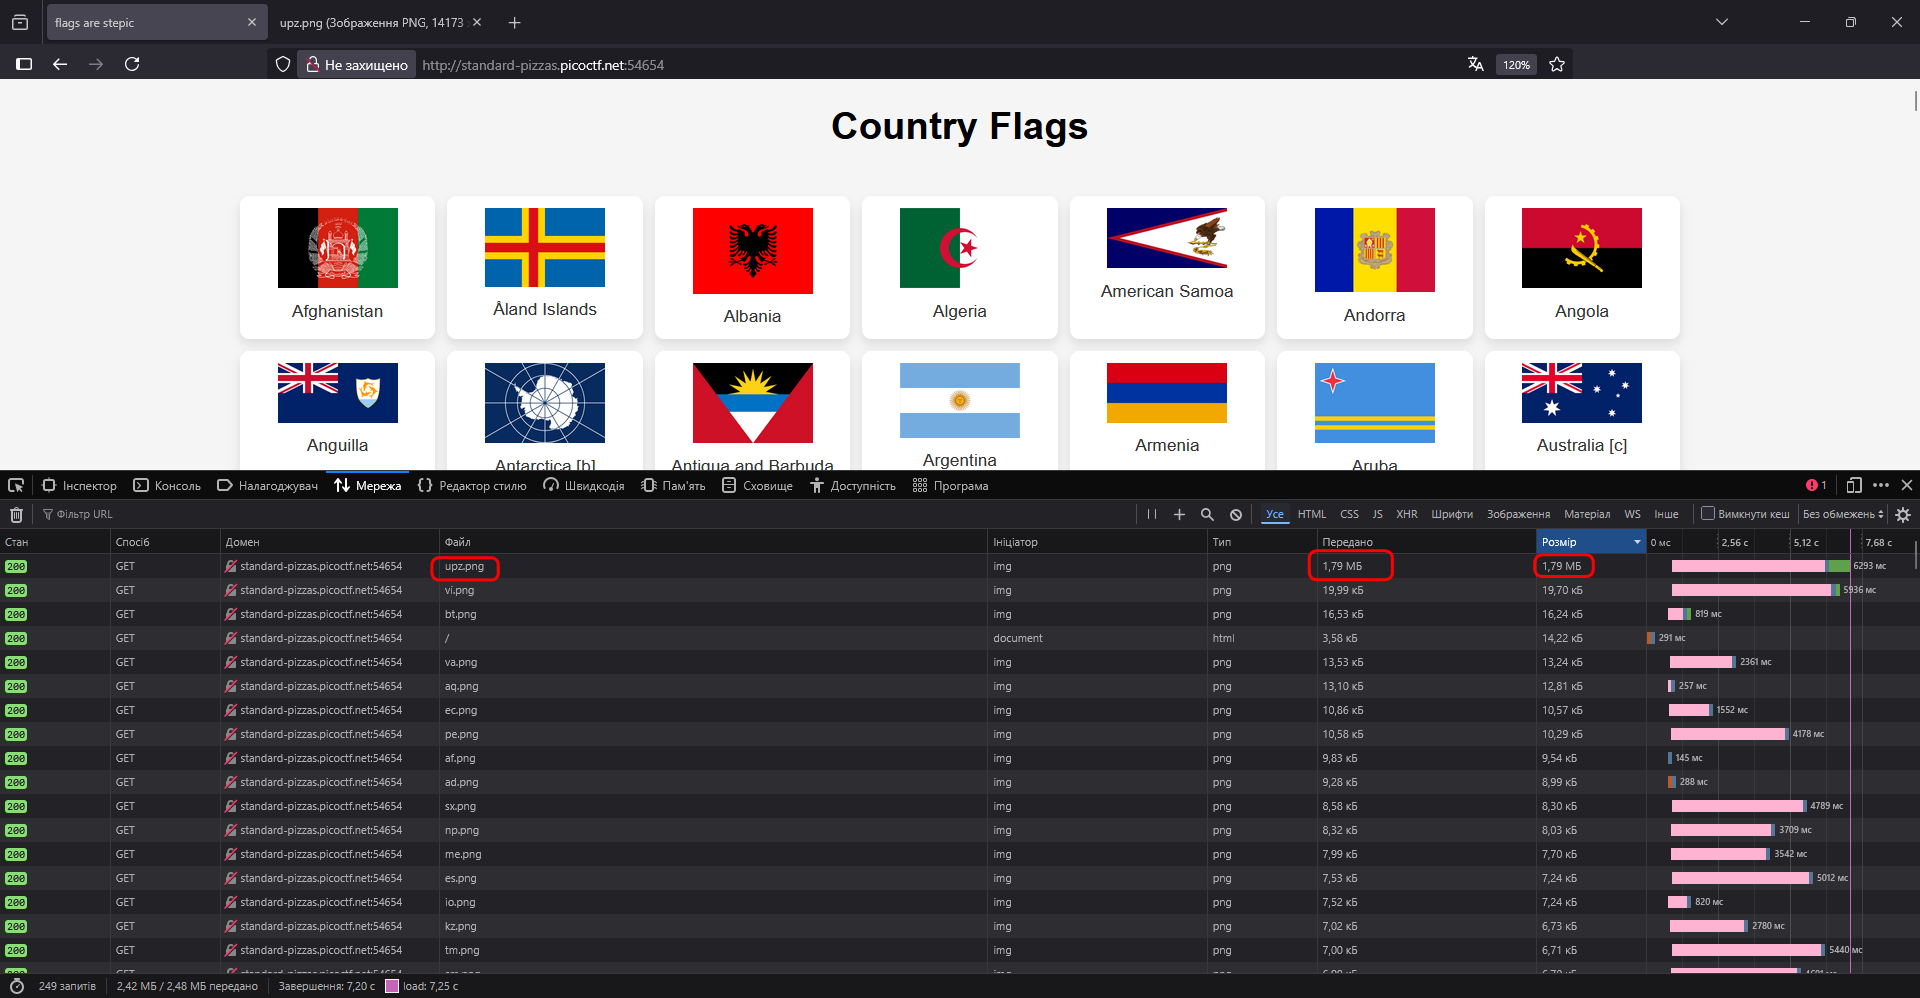 flags are stepic
upz.png (Зображення PNG, 14173
Не захищено
http://standard-pizzas.picoctf.net:54654
120%
Country Flags
Afghanistan
Åland Islands
Albania
Algeria
American Samoa
Andorra
Angola
Anguilla
Antarctica [b]
Antigua and Barbuda
Argentina
Armenia
Aruba
Australia [c]
Інспектор Консоль Налагоджувач Мережа Редактор стилю Швидкодія Пам'ять Сховище Доступність Програма 1
Фільтр URL Усе HTML CSS JS XHR Шрифти Зображення Матеріал WS Інше Вимкнути кеш Без обмежень
Стан Спосіб Домен Файл Ініціатор Тип Передано Розмір 0 мс 2,56 с 5,12 с 7,68 с
200 GET standard-pizzas.picoctf.net:54654 upz.png img png 1,79 МБ 1,79 МБ 6293 мс
200 GET standard-pizzas.picoctf.net:54654 vi.png img png 19,99 кБ 19,70 кБ 5936 мс
200 GET standard-pizzas.picoctf.net:54654 bt.png img png 16,53 кБ 16,24 кБ 819 мс
200 GET standard-pizzas.picoctf.net:54654 / document html 3,58 кБ 14,22 кБ 291 мс
200 GET standard-pizzas.picoctf.net:54654 va.png img png 13,53 кБ 13,24 кБ 2361 мс
200 GET standard-pizzas.picoctf.net:54654 aq.png img png 13,10 кБ 12,81 кБ 257 мс
200 GET standard-pizzas.picoctf.net:54654 ec.png img png 10,86 кБ 10,57 кБ 1552 мс
200 GET standard-pizzas.picoctf.net:54654 pe.png img png 10,58 кБ 10,29 кБ 4178 мс
200 GET standard-pizzas.picoctf.net:54654 af.png img png 9,83 кБ 9,54 кБ 145 мс
200 GET standard-pizzas.picoctf.net:54654 ad.png img png 9,28 кБ 8,99 кБ 288 мс
200 GET standard-pizzas.picoctf.net:54654 sx.png img png 8,58 кБ 8,30 кБ 4789 мс
200 GET standard-pizzas.picoctf.net:54654 np.png img png 8,32 кБ 8,03 кБ 3709 мс
200 GET standard-pizzas.picoctf.net:54654 me.png img png 7,99 кБ 7,70 кБ 3542 мс
200 GET standard-pizzas.picoctf.net:54654 es.png img png 7,53 кБ 7,24 кБ 5012 мс
200 GET standard-pizzas.picoctf.net:54654 io.png img png 7,52 кБ 7,24 кБ 820 мс
200 GET standard-pizzas.picoctf.net:54654 kz.png img png 7,02 кБ 6,73 кБ 2780 мс
200 GET standard-pizzas.picoctf.net:54654 tm.png img png 7,00 кБ 6,71 кБ 5440 мс
249 запитів 2,42 МБ / 2,48 МБ передано Завершення: 7,20 с load: 7,25 с